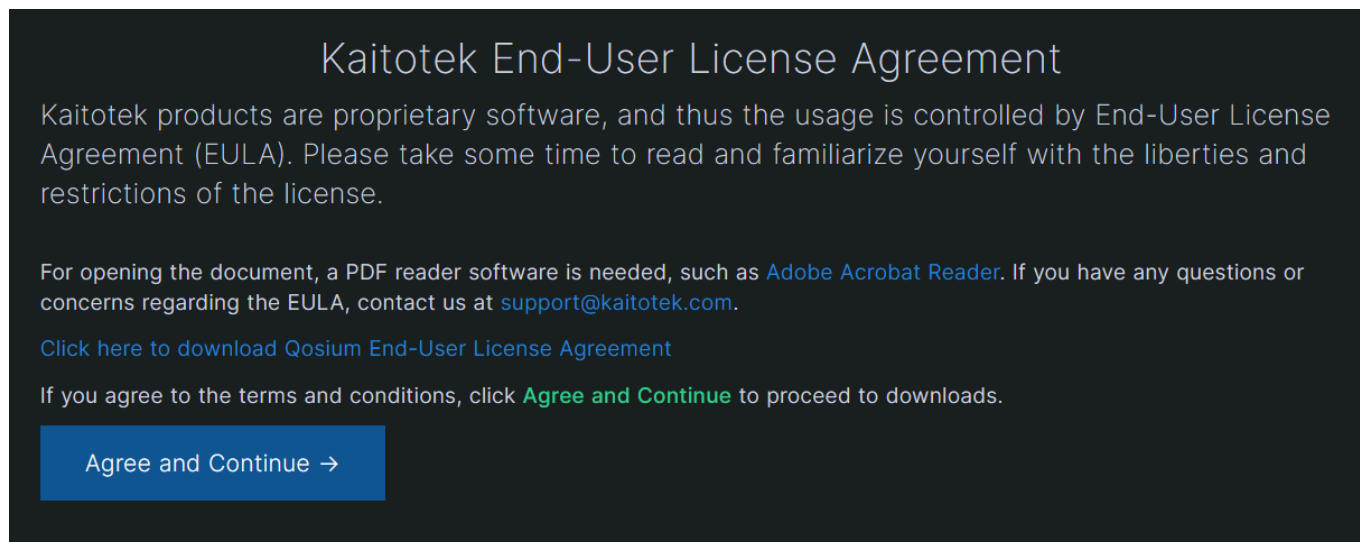 Kaitotek End-User License Agreement
Kaitotek products are proprietary software, and thus the usage is controlled by End-User License
Agreement (EULA). Please take some time to read and familiarize yourself with the liberties and
restrictions of the license.
For opening the document, a PDF reader software is needed, such as Adobe Acrobat Reader. If you have any questions or
concerns regarding the EULA, contact us at support@kaitotek.com.
Click here to download Qosium End-User License Agreement
If you agree to the terms and conditions, click Agree and Continue to proceed to downloads.
Agree and Continue →